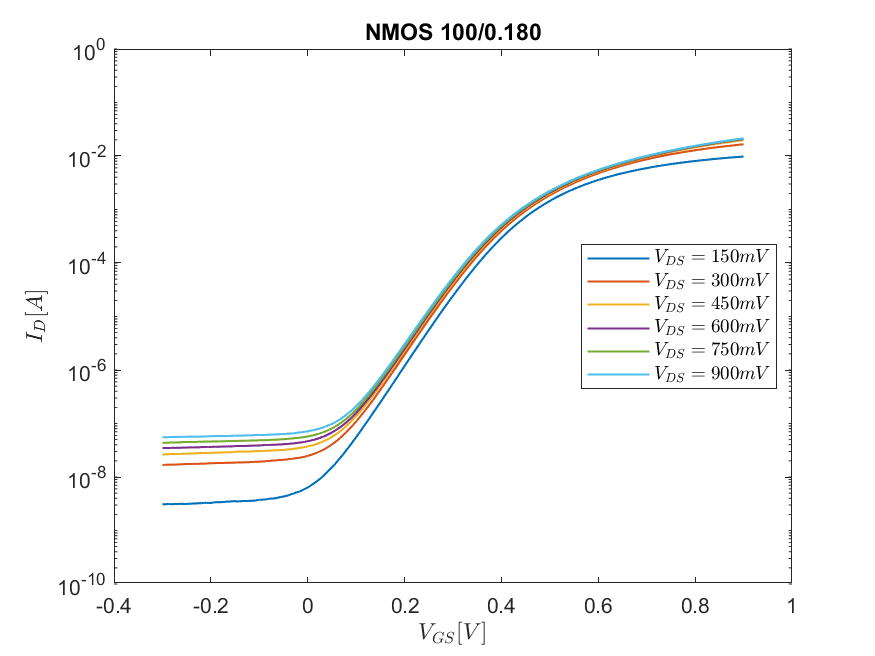 NMOS 100/0.180
10^0
10^-2
10^-4
10^-6
10^-8
10^-10
I_D[A]
V_DS = 150mV
V_DS = 300mV
V_DS = 450mV
V_DS = 600mV
V_DS = 750mV
V_DS = 900mV
-0.4 -0.2 0 0.2 0.4 0.6 0.8 1
V_GS[V]